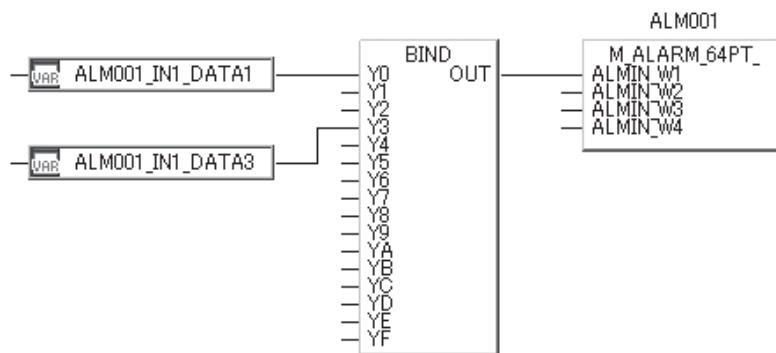 ALM001
BIND
M_ALARM_64PT_
VAR ALM001_IN1_DATA1
Y0 OUT
ALMIN_W1
Y1
ALMIN_W2
Y2
ALMIN_W3
Y3
ALMIN_W4
Y4
VAR ALM001_IN1_DATA3
Y5
Y6
Y7
Y8
Y9
YA
YB
YC
YD
YE
YF